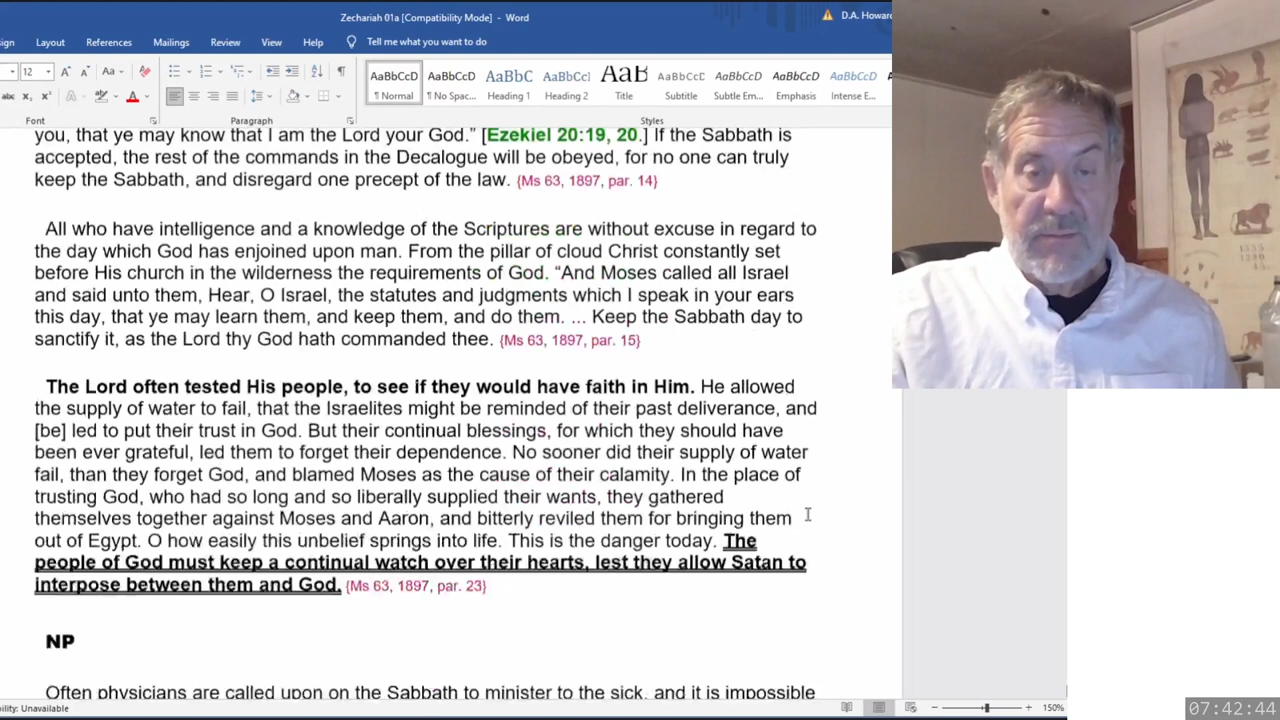 Zechariah 01a [Compatibility Mode] - Word
D.A. Howard
sign Layout References Mailings Review View Help Tell me what you want to do
12 Aa
abc x₂ x² A A
AaBbCcD AaBbCcD AaBbC AaBbCcI AaB AaBbCcD AaBbCcD AaBbCcD AaBbCcD
¶ Normal ¶ No Spac... Heading 1 Heading 2 Title Subtitle Subtle Em... Emphasis Intense E...
Font Paragraph Styles
you, that ye may know that I am the Lord your God.” [Ezekiel 20:19, 20.] If the Sabbath is
accepted, the rest of the commands in the Decalogue will be obeyed, for no one can truly
keep the Sabbath, and disregard one precept of the law. {Ms 63, 1897, par. 14}
All who have intelligence and a knowledge of the Scriptures are without excuse in regard to
the day which God has enjoined upon man. From the pillar of cloud Christ constantly set
before His church in the wilderness the requirements of God. “And Moses called all Israel
and said unto them, Hear, O Israel, the statutes and judgments which I speak in your ears
this day, that ye may learn them, and keep them, and do them. ... Keep the Sabbath day to
sanctify it, as the Lord thy God hath commanded thee. {Ms 63, 1897, par. 15}
The Lord often tested His people, to see if they would have faith in Him. He allowed
the supply of water to fail, that the Israelites might be reminded of their past deliverance, and
[be] led to put their trust in God. But their continual blessings, for which they should have
been ever grateful, led them to forget their dependence. No sooner did their supply of water
fail, than they forget God, and blamed Moses as the cause of their calamity. In the place of
trusting God, who had so long and so liberally supplied their wants, they gathered
themselves together against Moses and Aaron, and bitterly reviled them for bringing them
out of Egypt. O how easily this unbelief springs into life. This is the danger today. The
people of God must keep a continual watch over their hearts, lest they allow Satan to
interpose between them and God. {Ms 63, 1897, par. 23}
NP
Often physicians are called upon on the Sabbath to minister to the sick, and it is impossible
bility: Unavailable
150%
07:42:44